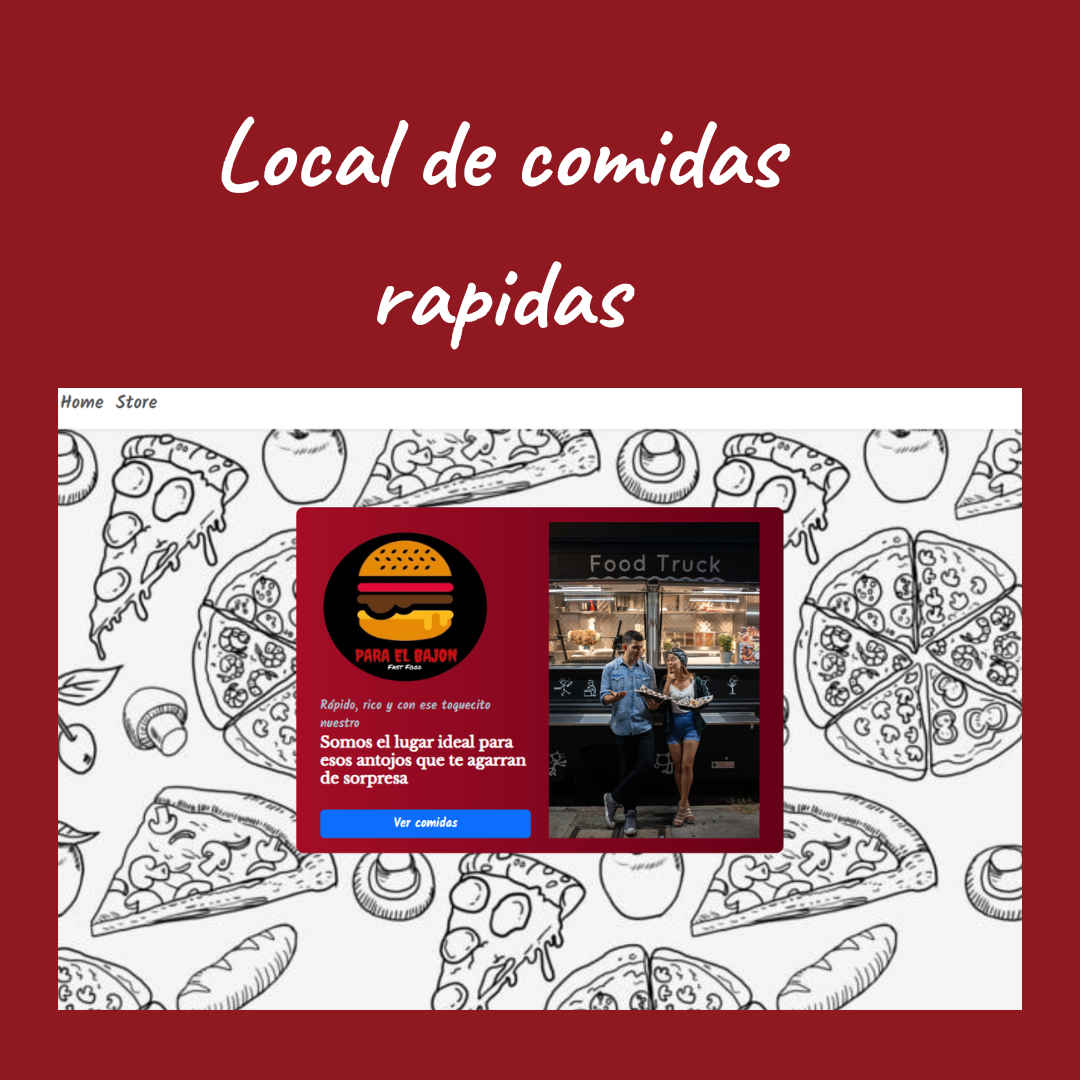 Local de comidas
rapidas
Home Store
Food Truck
PARA EL BAJON
FAST FOOD
Rápido, rico y con ese toquecito
nuestro
Somos el lugar ideal para
esos antojos que te agarran
de sorpresa
Ver comidas